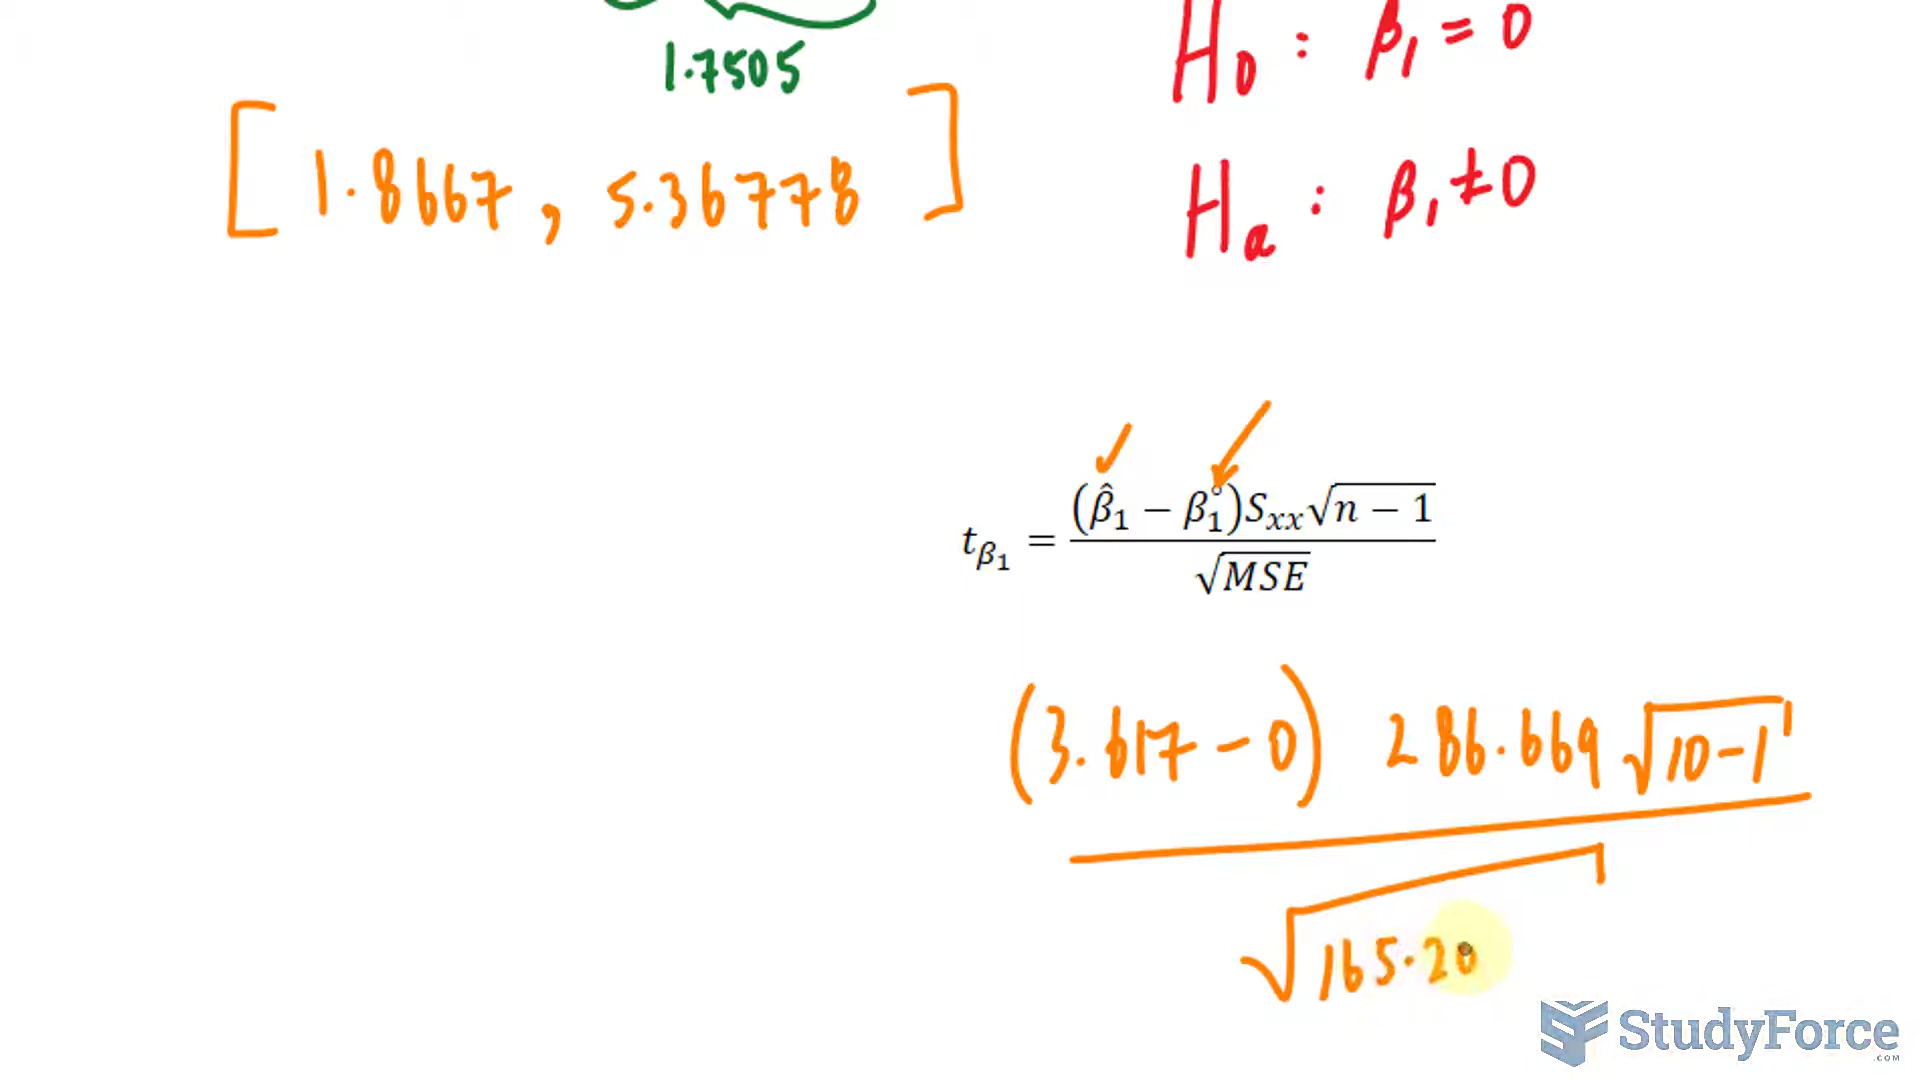 1.7505
[ 1.8667 , 5.36778 ]
H0 : β1 = 0
Ha : β1 ≠ 0
tβ1 = (β̂1 − β1°)Sxx√n − 1
√MSE
(3.617 − 0) 286.669 √10−1
√165.20
StudyForce
.COM